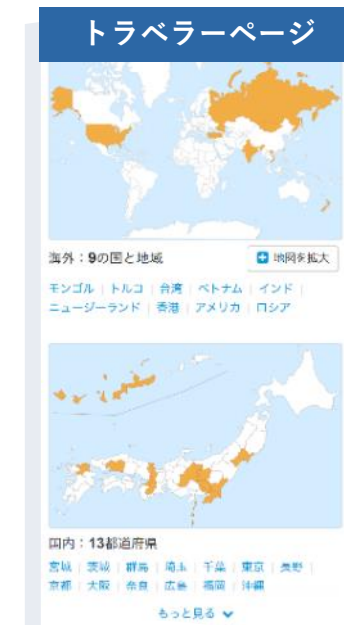 トラベラーページ
海外：9の国と地域
地図を拡大
モンゴル | トルコ | 台湾 | ベトナム | インド |
ニュージーランド | 香港 | アメリカ | ロシア
国内：13都道府県
宮城 | 茨城 | 群馬 | 埼玉 | 千葉 | 東京 | 長野 |
京都 | 大阪 | 奈良 | 広島 | 福岡 | 沖縄
もっと見る